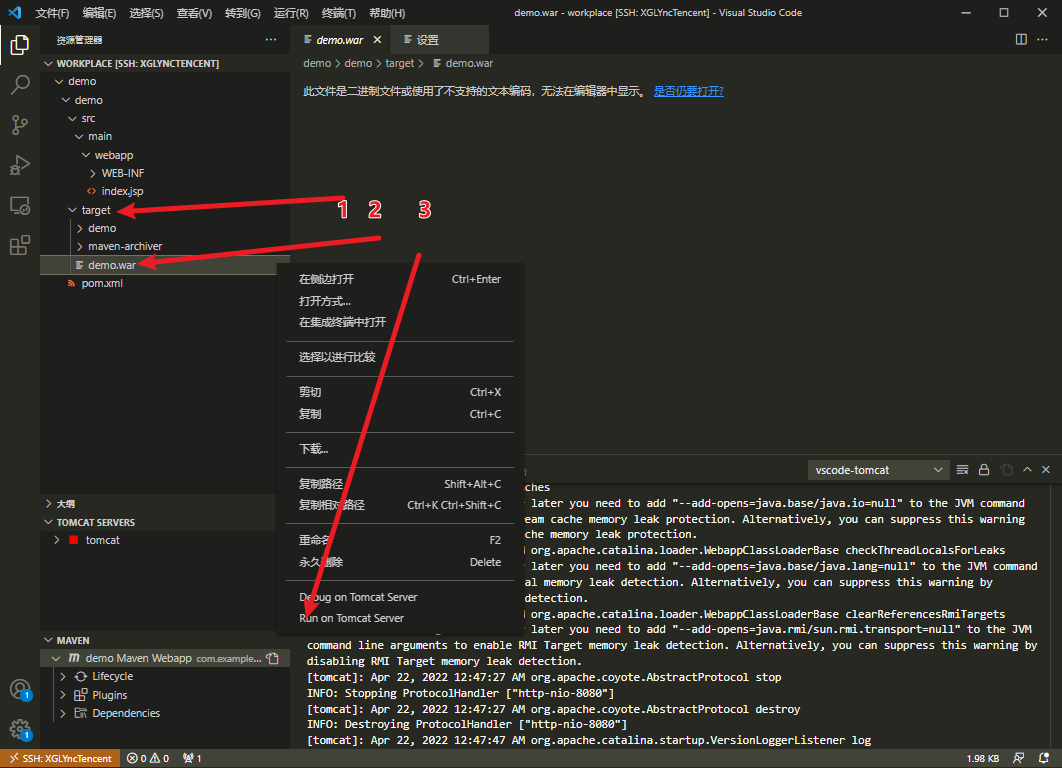 文件(F) 编辑(E) 选择(S) 查看(V) 转到(G) 运行(R) 终端(T) 帮助(H) demo.war - workplace [SSH: XGLYncTencent] - Visual Studio Code
资源管理器
demo.war
设置
WORKPLACE [SSH: XGLYNCTENCENT]
demo
demo
src
main
webapp
WEB-INF
index.jsp
target
demo
maven-archiver
demo.war
pom.xml
demo > demo > target > demo.war
此文件是二进制文件或使用了不支持的文本编码，无法在编辑器中显示。 是否仍要打开?
1 2 3
在侧边打开 Ctrl+Enter
打开方式...
在集成终端中打开
选择以进行比较
剪切 Ctrl+X
复制 Ctrl+C
下载...
复制路径 Shift+Alt+C
复制相对路径 Ctrl+K Ctrl+Shift+C
重命名 F2
永久删除 Delete
Debug on Tomcat Server
Run on Tomcat Server
大纲
TOMCAT SERVERS
tomcat
MAVEN
demo Maven Webapp com.example...
Lifecycle
Plugins
Dependencies
vscode-tomcat
ches
later you need to add "--add-opens=java.base/java.io=null" to the JVM command
eam cache memory leak protection. Alternatively, you can suppress this warning
che memory leak protection.
org.apache.catalina.loader.WebappClassLoaderBase checkThreadLocalsForLeaks
later you need to add "--add-opens=java.base/java.lang=null" to the JVM command
al memory leak detection. Alternatively, you can suppress this warning by
detection.
org.apache.catalina.loader.WebappClassLoaderBase clearReferencesRmiTargets
later you need to add "--add-opens=java.rmi/sun.rmi.transport=null" to the JVM
command line arguments to enable RMI Target memory leak detection. Alternatively, you can suppress this warning by
disabling RMI Target memory leak detection.
[tomcat]: Apr 22, 2022 12:47:27 AM org.apache.coyote.AbstractProtocol stop
INFO: Stopping ProtocolHandler ["http-nio-8080"]
[tomcat]: Apr 22, 2022 12:47:27 AM org.apache.coyote.AbstractProtocol destroy
INFO: Destroying ProtocolHandler ["http-nio-8080"]
[tomcat]: Apr 22, 2022 12:47:47 AM org.apache.catalina.startup.VersionLoggerListener log
1
1
SSH: XGLYncTencent 0 0 1 1.98 KB